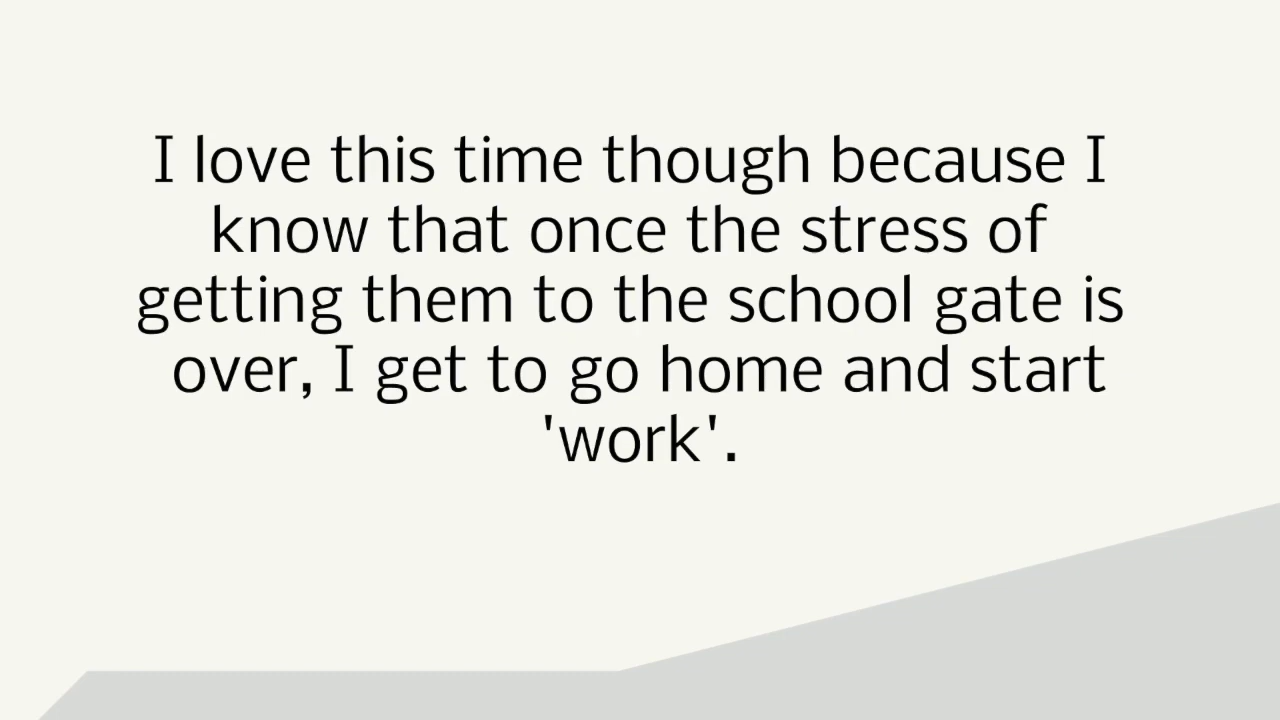 I love this time though because I
know that once the stress of
getting them to the school gate is
over, I get to go home and start
'work'.